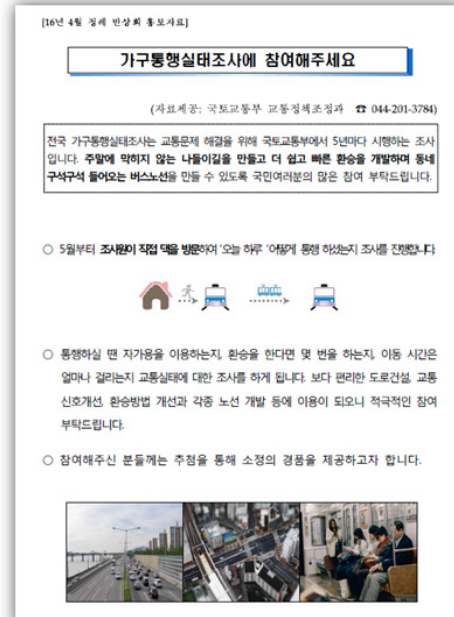 [16년 4월 정례 반상회 홍보자료]
가구통행실태조사에 참여해주세요
(자료제공: 국토교통부 교통정책조정과 ☎ 044-201-3784)
전국 가구통행실태조사는 교통문제 해결을 위해 국토교통부에서 5년마다 시행하는 조사
입니다. 주말에 막히지 않는 나들이길을 만들고 더 쉽고 빠른 환승을 개발하며 동네
구석구석 들어오는 버스노선을 만들 수 있도록 국민여러분의 많은 참여 부탁드립니다.
○ 5월부터 조사원이 직접 댁을 방문하여 '오늘 하루 '어떻게 통행 하셨는지 조사를 진행합니다
○ 통행하실 땐 자가용을 이용하는지, 환승을 한다면 몇 번을 하는지, 이동 시간은
얼마나 걸리는지 교통실태에 대한 조사를 하게 됩니다. 보다 편리한 도로건설, 교통
신호개선, 환승방법 개선과 각종 노선 개발 등에 이용이 되오니 적극적인 참여
부탁드립니다.
○ 참여해주신 분들께는 추첨을 통해 소정의 경품을 제공하고자 합니다.